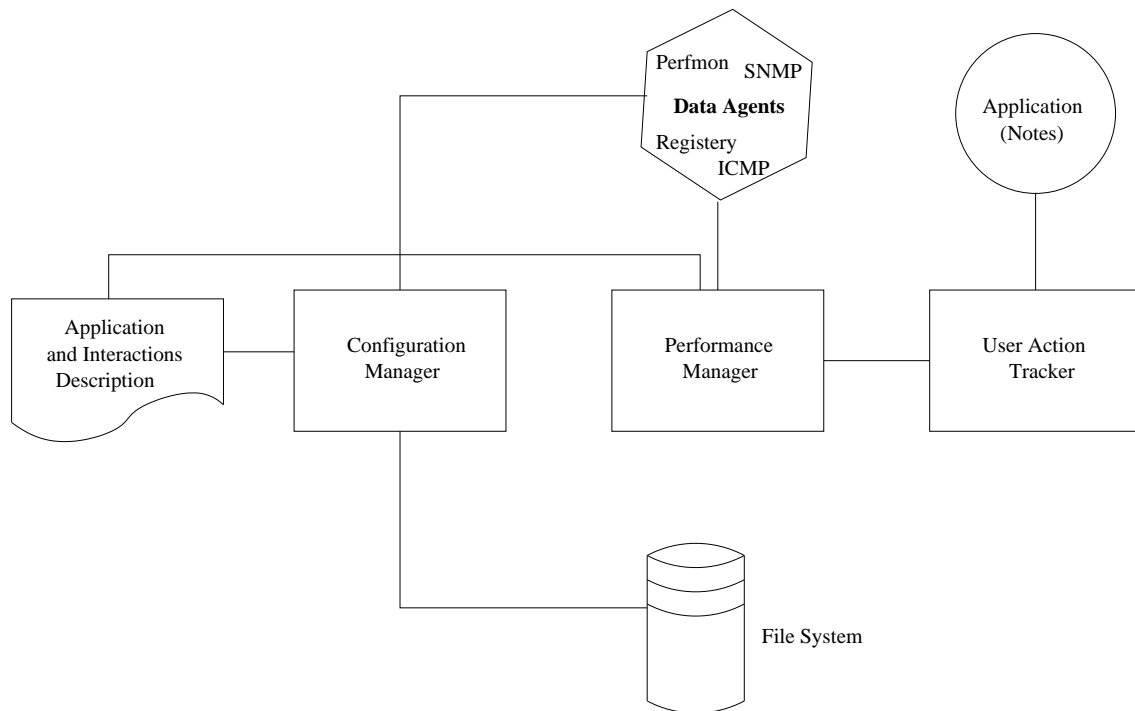 Perfmon
SNMP
Data Agents
Registery
ICMP
Application
(Notes)
Application
and Interactions
Description
Configuration
Manager
Performance
Manager
User Action
Tracker
File System